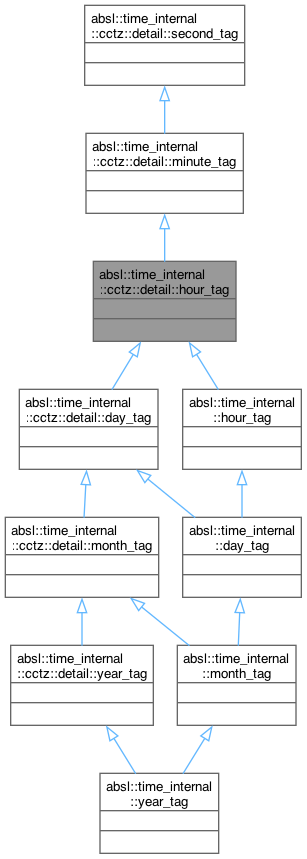 absl::time_internal
::cctz::detail::second_tag
absl::time_internal
::cctz::detail::minute_tag
absl::time_internal
::cctz::detail::hour_tag
absl::time_internal
::cctz::detail::day_tag
absl::time_internal
::hour_tag
absl::time_internal
::cctz::detail::month_tag
absl::time_internal
::day_tag
absl::time_internal
::cctz::detail::year_tag
absl::time_internal
::month_tag
absl::time_internal
::year_tag